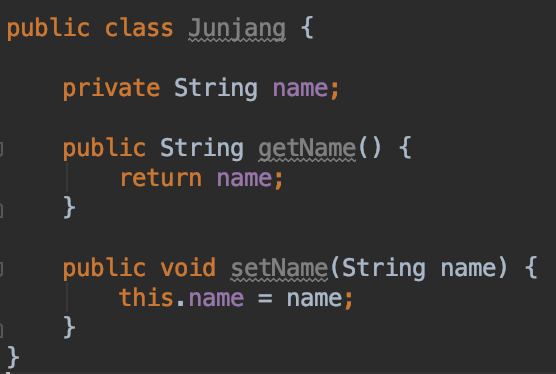 public class Junjang {
private String name;
public String getName() {
return name;
}
public void setName(String name) {
this.name = name;
}
}